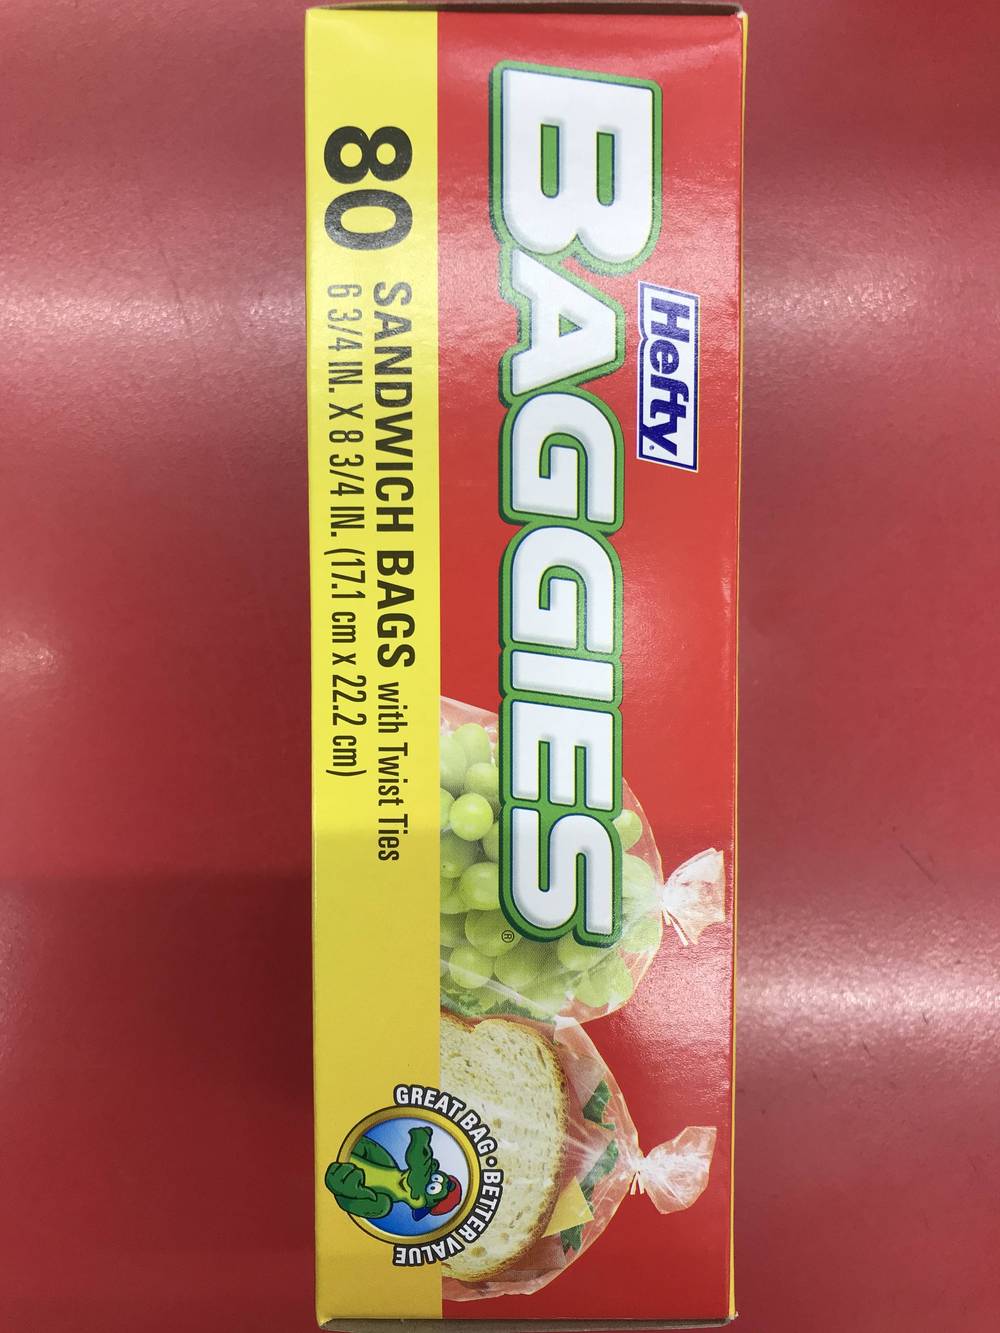 Hefty®
BAGGIES®
80 SANDWICH BAGS with Twist Ties
6 3/4 IN. X 8 3/4 IN. (17.1 cm x 22.2 cm)
GREAT BAG • BETTER VALUE